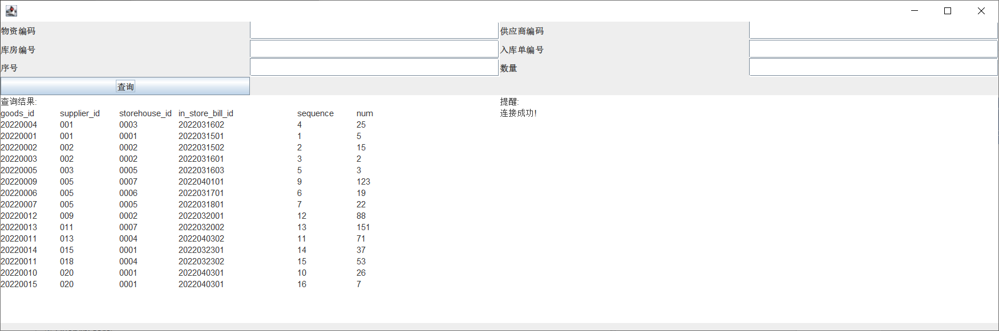 物资编码 供应商编码
库房编号 入库单编号
序号 数量
查询
查询结果: 提醒:
goods_id supplier_id storehouse_id in_store_bill_id sequence num 连接成功!
20220004 001 0003 2022031602 4 25
20220001 001 0001 2022031501 1 5
20220002 002 0002 2022031502 2 15
20220003 002 0002 2022031601 3 2
20220005 003 0005 2022031603 5 3
20220009 005 0007 2022040101 9 123
20220006 005 0006 2022031701 6 19
20220007 005 0005 2022031801 7 22
20220012 009 0002 2022032001 12 88
20220013 011 0007 2022032002 13 151
20220011 013 0004 2022040302 11 71
20220014 015 0001 2022032301 14 37
20220011 018 0004 2022032302 15 53
20220010 020 0001 2022040301 10 26
20220015 020 0001 2022040301 16 7